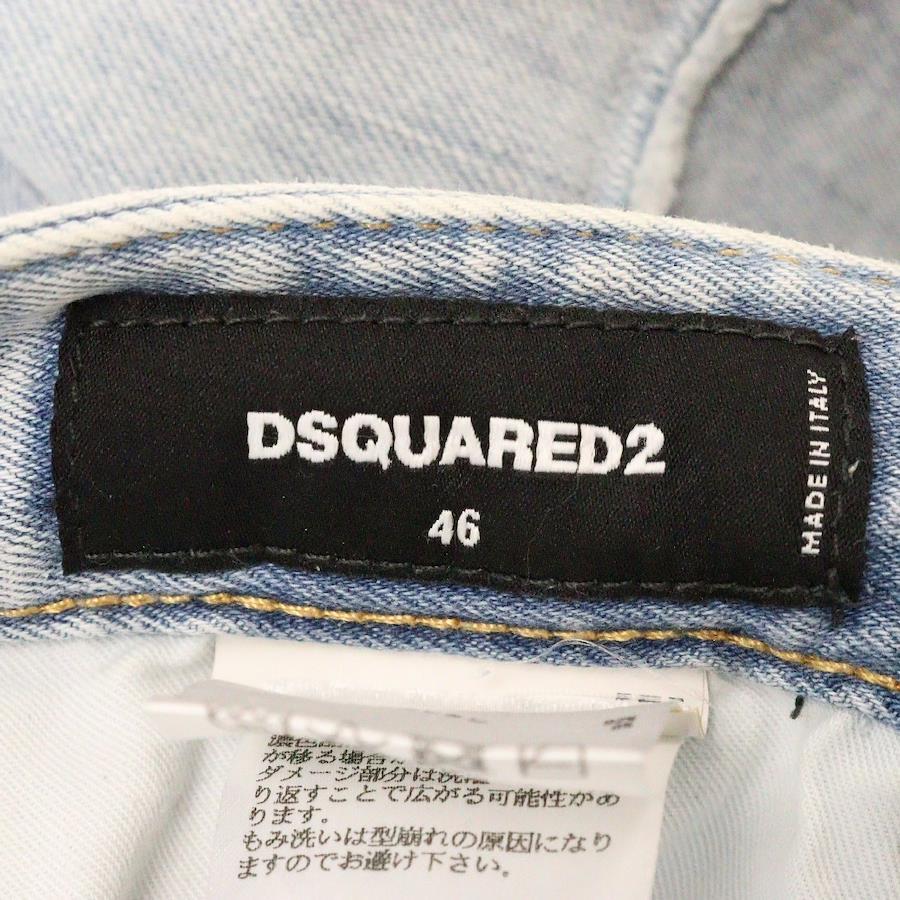 DSQUARED2
46
MADE IN ITALY
濃色
が移る場合
ダメージ部分は洗
り返すことで広がる可能性があ
ります。
もみ洗いは型崩れの原因になり
ますのでお避け下さい。